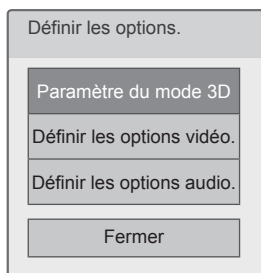 Définir les options.
Paramètre du mode 3D
Définir les options vidéo.
Définir les options audio.
Fermer